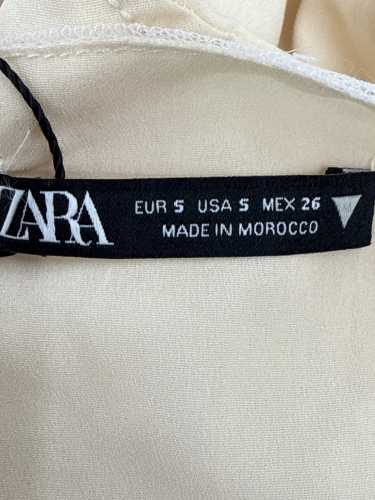 ZARA
EUR S USA S MEX 26
MADE IN MOROCCO